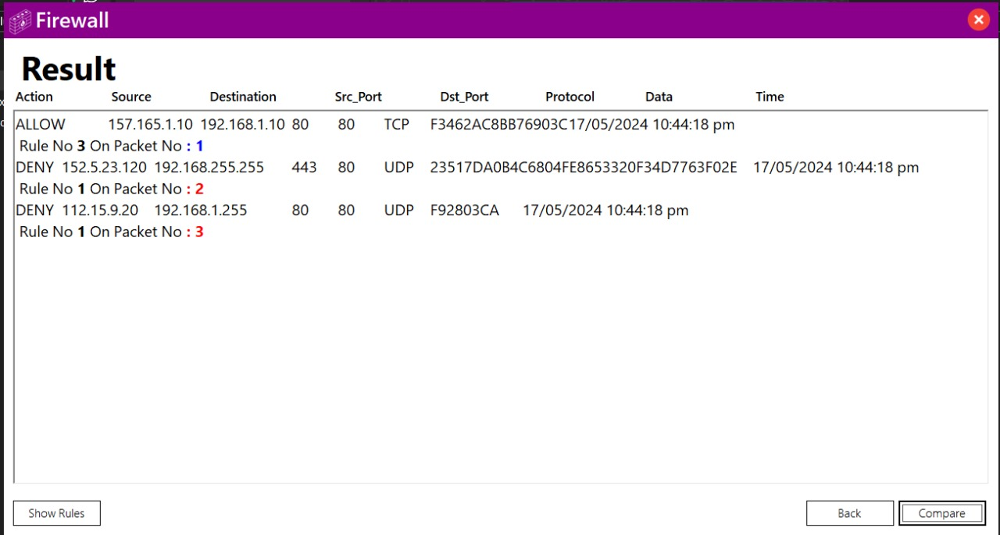 Firewall
Result
Action Source Destination Src_Port Dst_Port Protocol Data Time
ALLOW 157.165.1.10 192.168.1.10 80 80 TCP F3462AC8BB76903C17/05/2024 10:44:18 pm
Rule No 3 On Packet No : 1
DENY 152.5.23.120 192.168.255.255 443 80 UDP 23517DA0B4C6804FE8653320F34D7763F02E 17/05/2024 10:44:18 pm
Rule No 1 On Packet No : 2
DENY 112.15.9.20 192.168.1.255 80 80 UDP F92803CA 17/05/2024 10:44:18 pm
Rule No 1 On Packet No : 3
Show Rules Back Compare